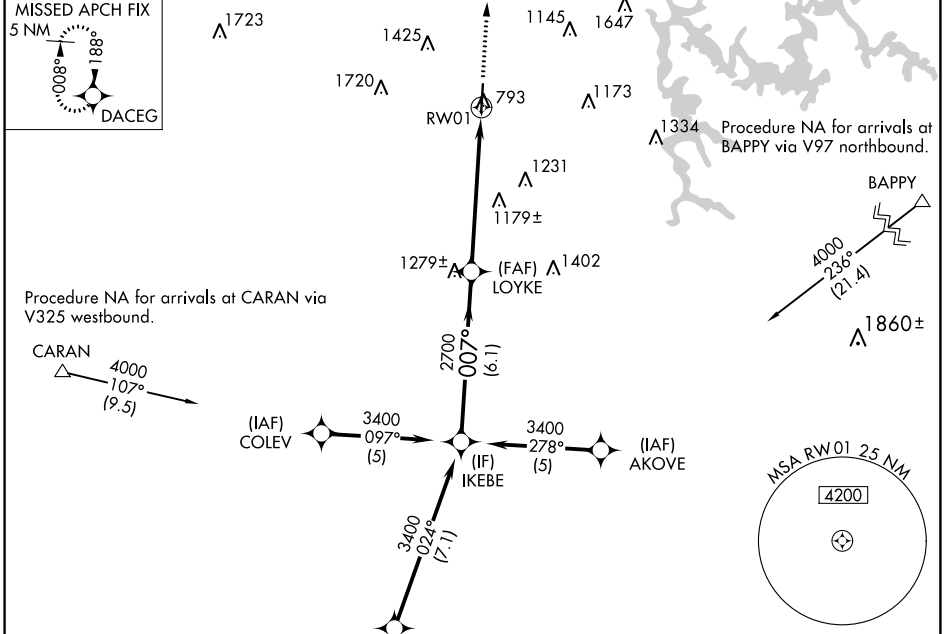 MISSED APCH FIX
5 NM
008°
188°
DACEG
1723
1425
1145
1647
1720
793
1173
RW01
1334
Procedure NA for arrivals at
BAPPY via V97 northbound.
1231
1179±
BAPPY
4000
236°
(21.4)
1279±
(FAF)
LOYKE
1402
1860±
Procedure NA for arrivals at CARAN via
V325 westbound.
CARAN
4000
107°
(9.5)
2700
007°
(6.1)
(IAF)
COLEV
3400
097°
(5)
(IF)
IKEBE
3400
278°
(5)
(IAF)
AKOVE
3400
024°
(7.1)
MSA RW01 25 NM
4200